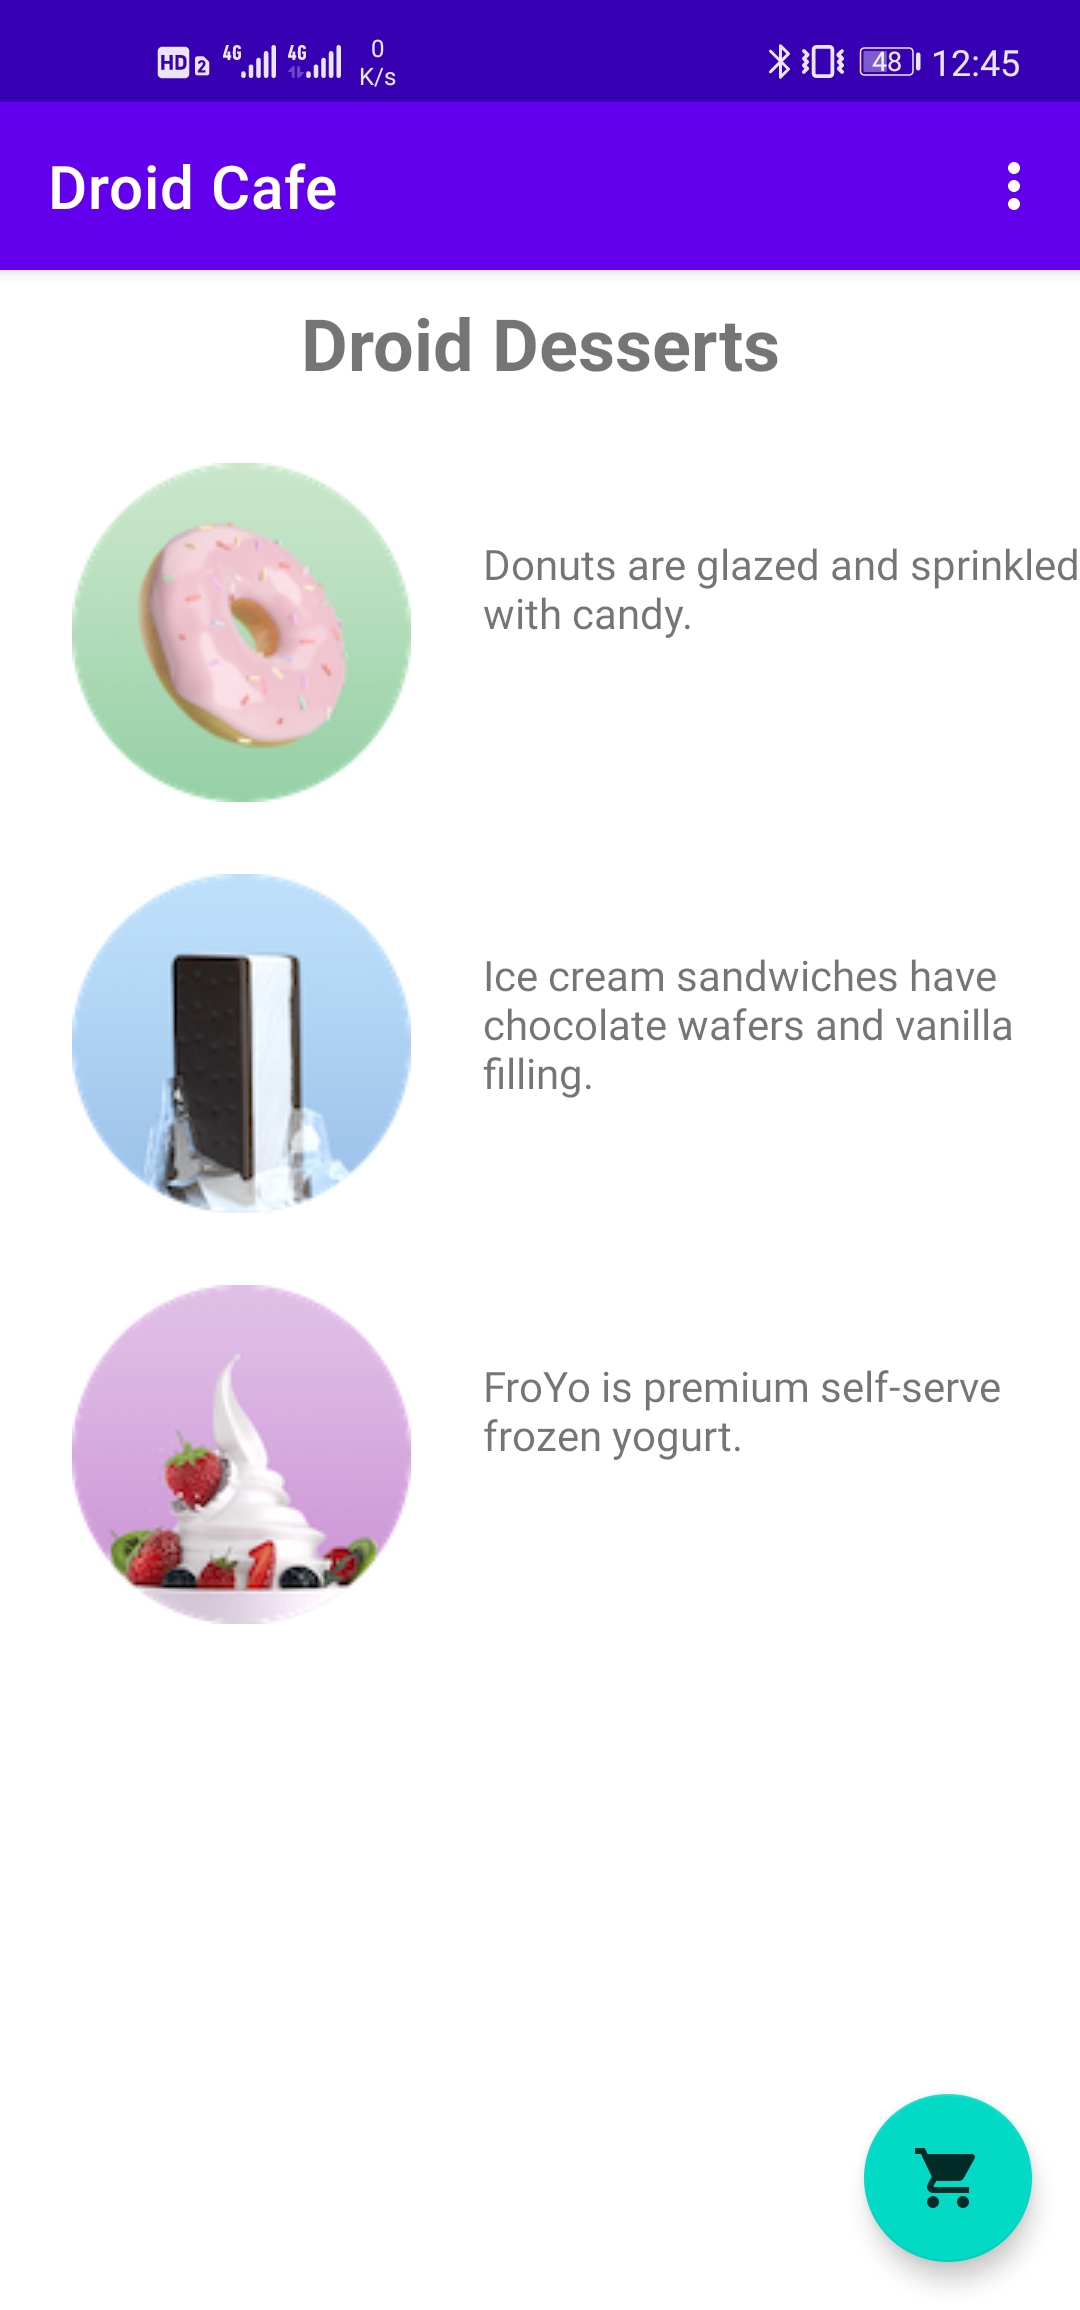 HD 2 4G 4G 0 K/s 48 12:45
Droid Cafe
Droid Desserts
Donuts are glazed and sprinkled
with candy.
Ice cream sandwiches have
chocolate wafers and vanilla
filling.
FroYo is premium self-serve
frozen yogurt.